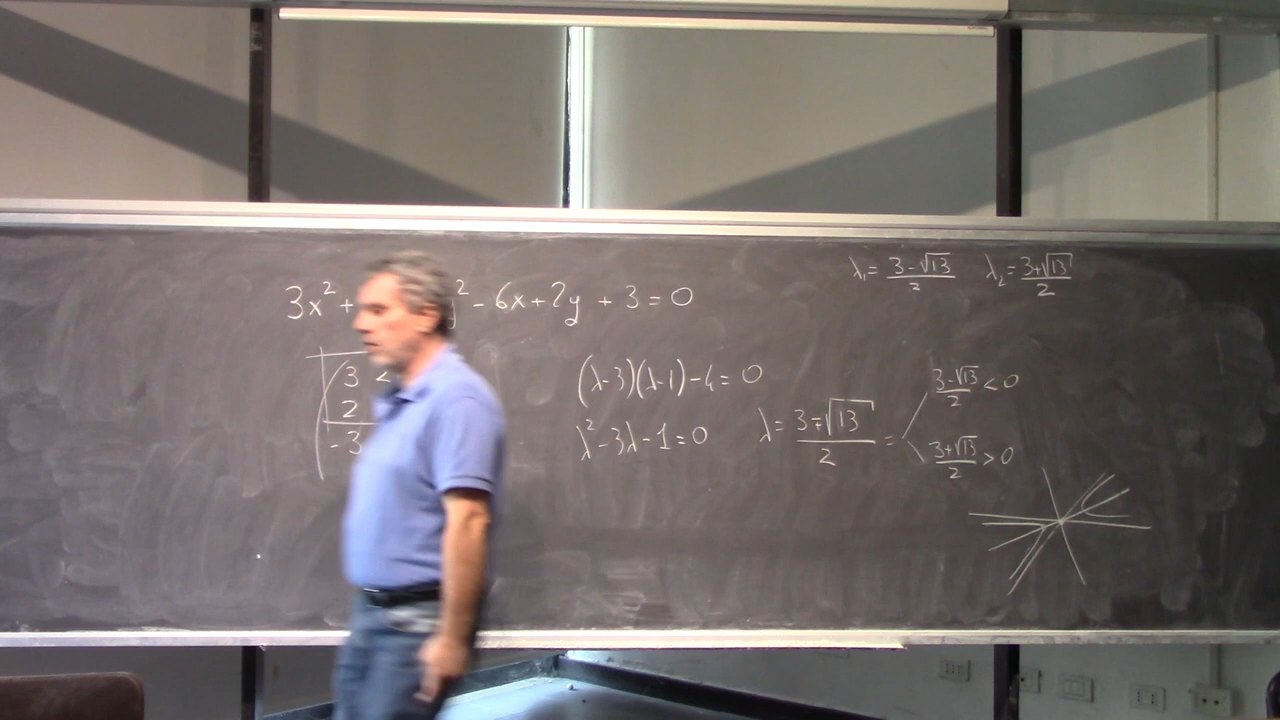 λ₁ = (3-√13)/2 λ₂ = (3+√13)/2
3x² + y² - 6x + 2y + 3 = 0
3
2
-3
(λ-3)(λ-1) - 4 = 0
λ² - 3λ - 1 = 0
λ = (3∓√13)/2 =
(3-√13)/2 < 0
(3+√13)/2 > 0